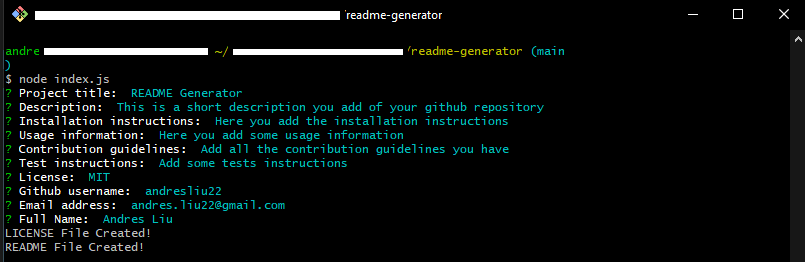 /readme-generator
andre ~/ /readme-generator (main
)
$ node index.js
? Project title: README Generator
? Description: This is a short description you add of your github repository
? Installation instructions: Here you add the installation instructions
? Usage information: Here you add some usage information
? Contribution guidelines: Add all the contribution guidelines you have
? Test instructions: Add some tests instructions
? License: MIT
? Github username: andresliu22
? Email address: andres.liu22@gmail.com
? Full Name: Andres Liu
LICENSE File Created!
README File Created!